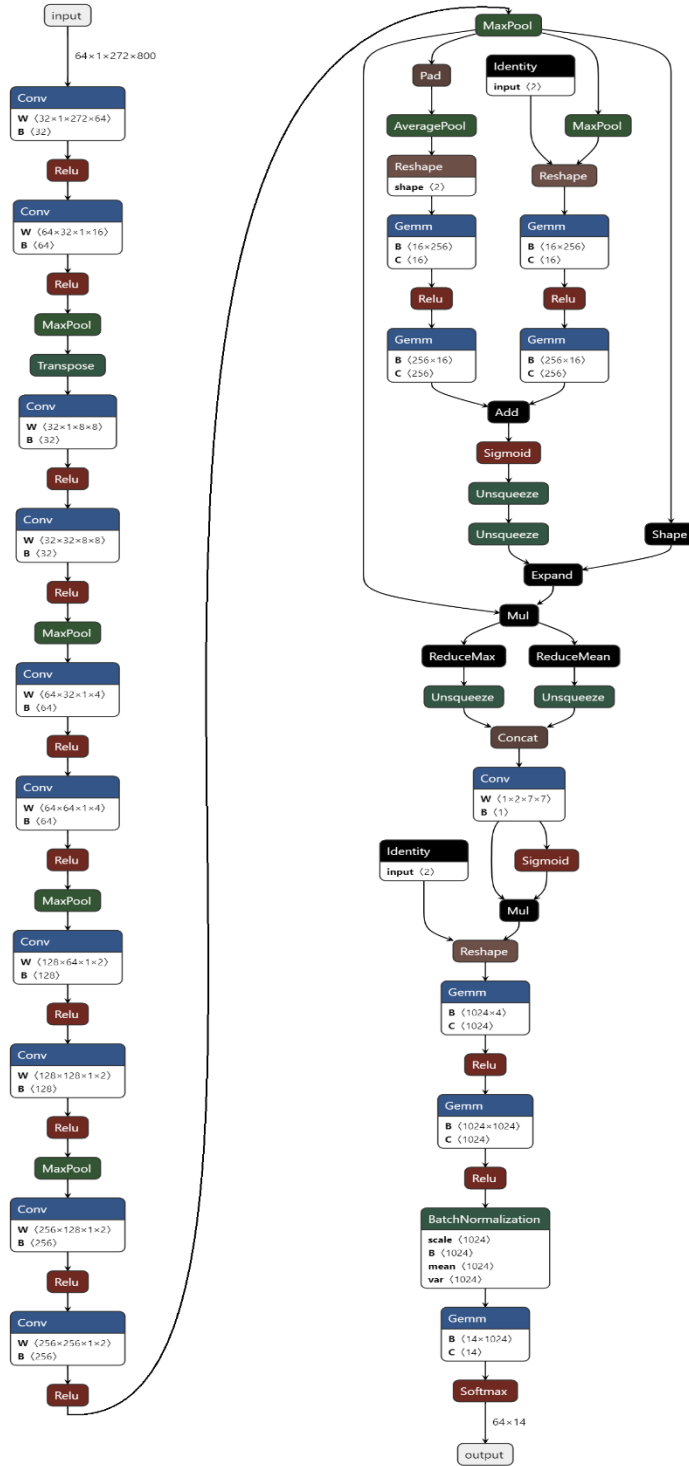 input
64×1×272×800
Conv
W ⟨32×1×272×64⟩
B ⟨32⟩
Relu
Conv
W ⟨64×32×1×16⟩
B ⟨64⟩
Relu
MaxPool
Transpose
Conv
W ⟨32×1×8×8⟩
B ⟨32⟩
Relu
Conv
W ⟨32×32×8×8⟩
B ⟨32⟩
Relu
MaxPool
Conv
W ⟨64×32×1×4⟩
B ⟨64⟩
Relu
Conv
W ⟨64×64×1×4⟩
B ⟨64⟩
Relu
MaxPool
Conv
W ⟨128×64×1×2⟩
B ⟨128⟩
Relu
Conv
W ⟨128×128×1×2⟩
B ⟨128⟩
Relu
MaxPool
Conv
W ⟨256×128×1×2⟩
B ⟨256⟩
Relu
Conv
W ⟨256×256×1×2⟩
B ⟨256⟩
Relu
MaxPool
Pad
Identity
input ⟨2⟩
AveragePool
MaxPool
Reshape
shape ⟨2⟩
Reshape
Gemm
B ⟨16×256⟩
C ⟨16⟩
Gemm
B ⟨16×256⟩
C ⟨16⟩
Relu
Relu
Gemm
B ⟨256×16⟩
C ⟨256⟩
Gemm
B ⟨256×16⟩
C ⟨256⟩
Add
Sigmoid
Unsqueeze
Unsqueeze
Shape
Expand
Mul
ReduceMax
ReduceMean
Unsqueeze
Unsqueeze
Concat
Conv
W ⟨1×2×7×7⟩
B ⟨1⟩
Identity
input ⟨2⟩
Sigmoid
Mul
Reshape
Gemm
B ⟨1024×4⟩
C ⟨1024⟩
Relu
Gemm
B ⟨1024×1024⟩
C ⟨1024⟩
Relu
BatchNormalization
scale ⟨1024⟩
B ⟨1024⟩
mean ⟨1024⟩
var ⟨1024⟩
Gemm
B ⟨14×1024⟩
C ⟨14⟩
Softmax
64×14
output